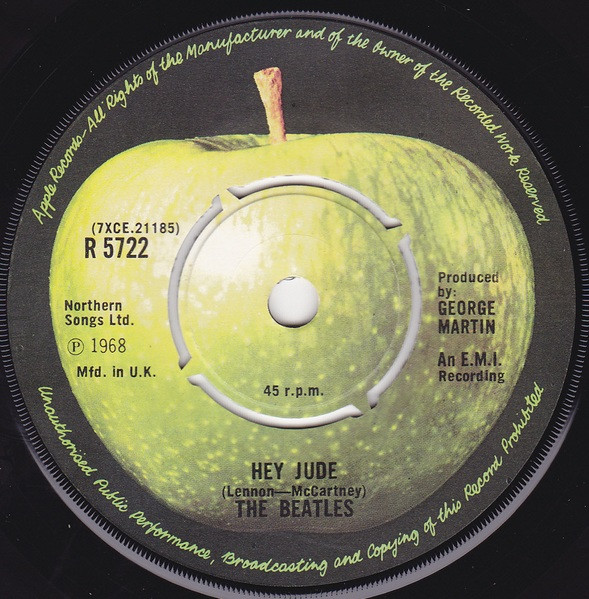 Apple Records-All Rights of the Manufacturer and of the Owner of the Recorded Work Reserved
(7XCE.21185)
R 5722
Northern
Songs Ltd.
℗ 1968
Mfd. in U.K.
Produced
by:
GEORGE
MARTIN
An E.M.I.
Recording
45 r.p.m.
HEY JUDE
(Lennon—McCartney)
THE BEATLES
Unauthorised Public Performance, Broadcasting and Copying of this Record Prohibited